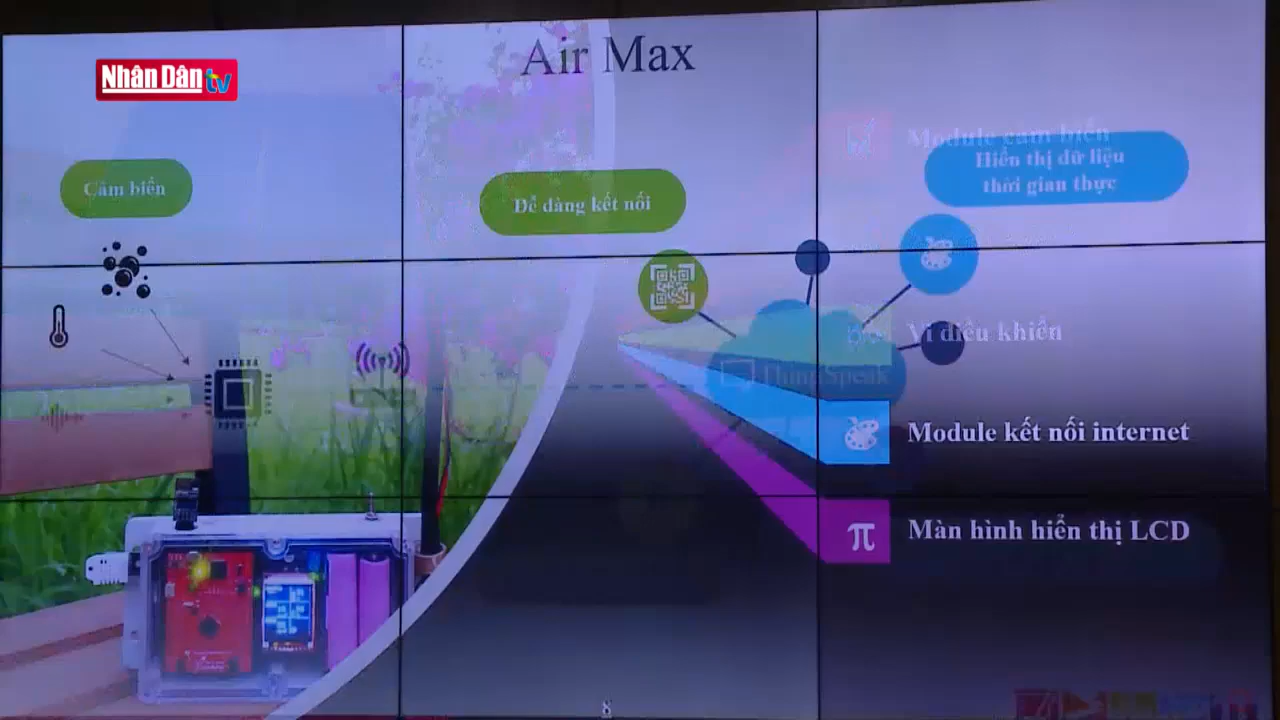 Nhân Dân tv
Air Max
Module cảm biến
Hiển thị dữ liệu
thời gian thực
Cảm biến
Dễ dàng kết nối
Vi điều khiển
ThingSpeak
Module kết nối internet
π
Màn hình hiển thị LCD
8